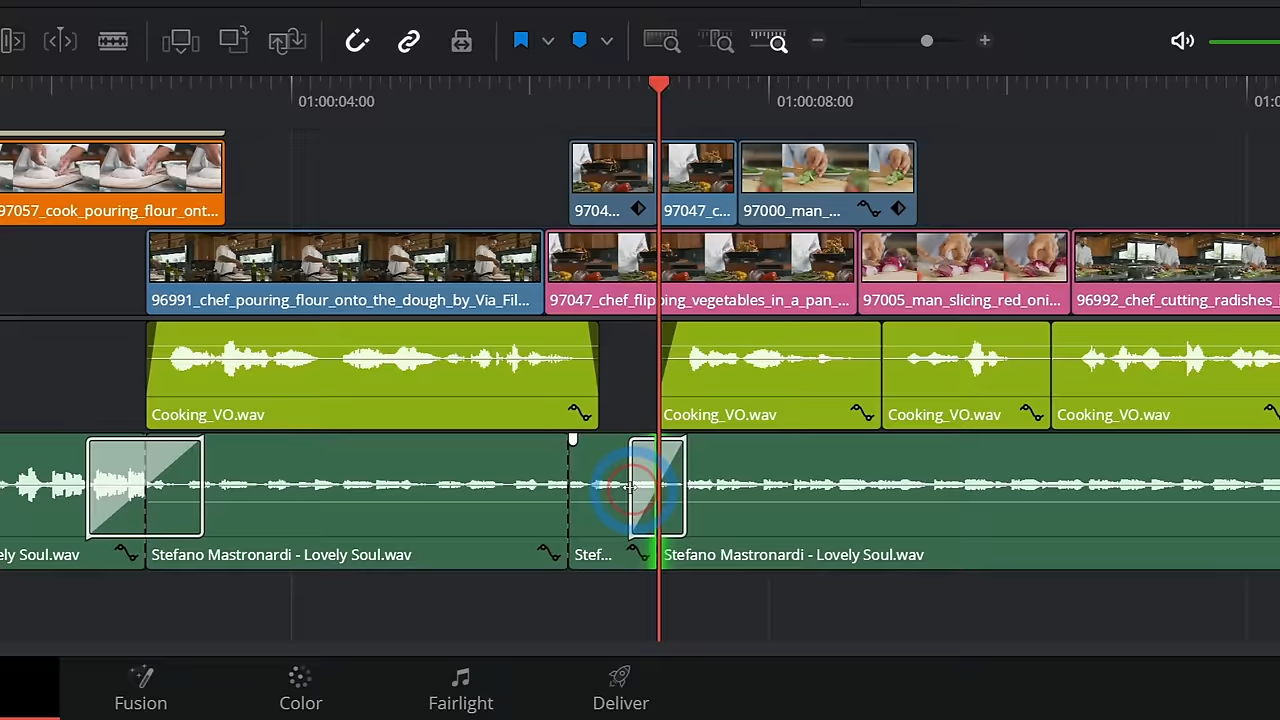 01:00:04:00
01:00:08:00
01:0
97057_cook_pouring_flour_ont...
9704...
97047_c...
97000_man_...
96991_chef_pouring_flour_onto_the_dough_by_Via_Fil...
97047_chef_flipping_vegetables_in_a_pan_...
97005_man_slicing_red_oni...
96992_chef_cutting_radishes_
Cooking_VO.wav
Cooking_VO.wav
Cooking_VO.wav
Cooking_VO.wav
ely Soul.wav
Stefano Mastronardi - Lovely Soul.wav
Stef...
Stefano Mastronardi - Lovely Soul.wav
Fusion
Color
Fairlight
Deliver